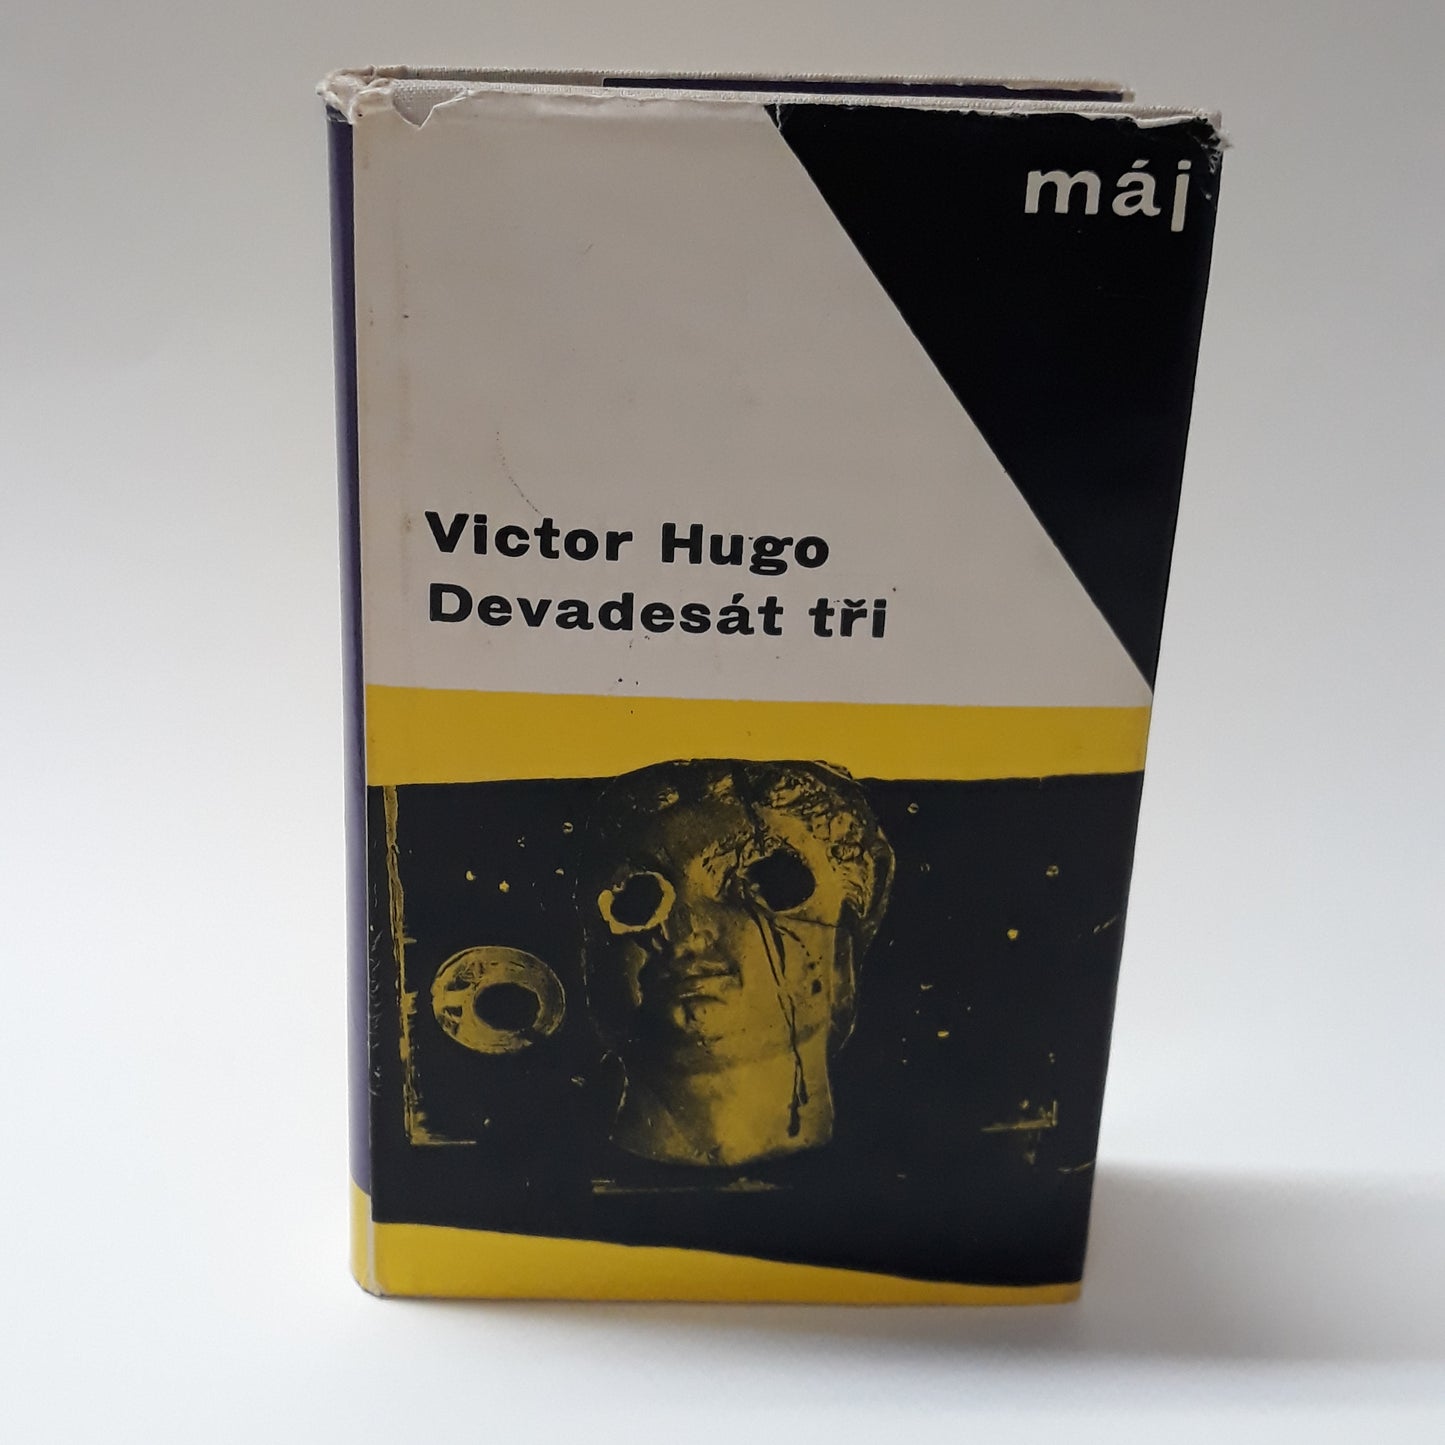 máj
Victor Hugo
Devadesát tři